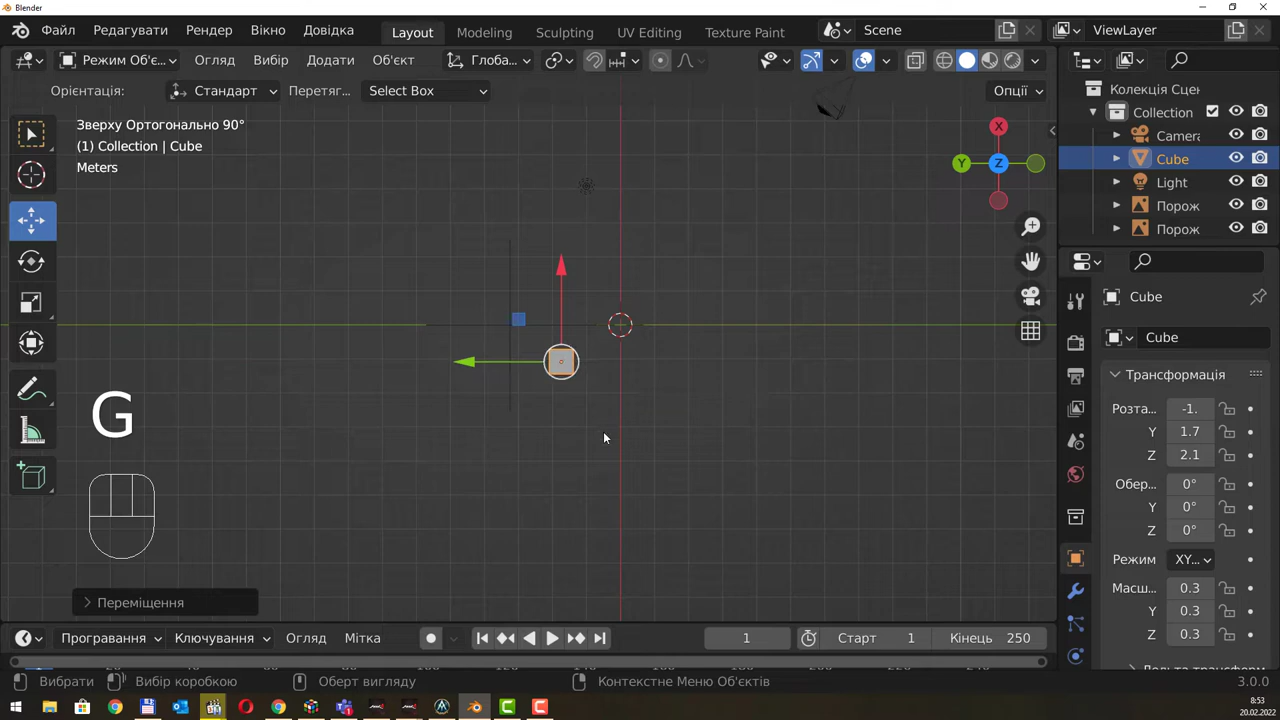 Blender
Файл Редагувати Рендер Вікно Довідка Layout Modeling Sculpting UV Editing Texture Paint Scene ViewLayer
Режим Об'є... Огляд Вибір Додати Об'єкт Глоба...
Орієнтація: Стандарт Перетяг... Select Box Опції
Зверху Ортогонально 90°
(1) Collection | Cube
Meters
X
Y
Z
G
Переміщення
Колекція Сцен
Collection
Camera
Cube
Light
Порож
Порож
Cube
Cube
Трансформація
Розта... -1.
Y 1.7
Z 2.1
Обер... 0°
Y 0°
Z 0°
Режим XY...
Масш... 0.3
Y 0.3
Z 0.3
Програвання Ключування Огляд Мітка 1 Старт 1 Кінець 250
Вибрати Вибір коробкою Оберт вигляду Контекстне Меню Об'єктів 3.0.0
8:53
20.02.2022